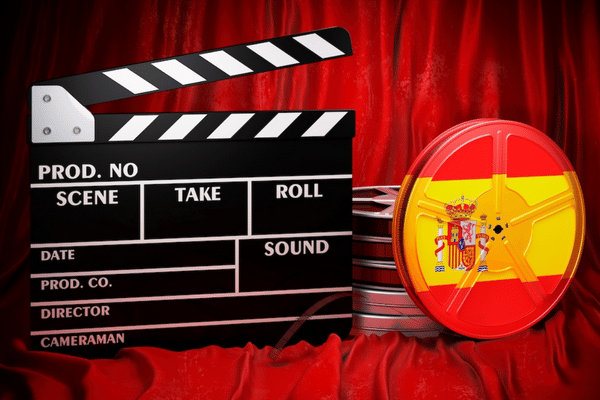 PROD. NO
SCENE TAKE ROLL
SOUND
DATE
PROD. CO.
DIRECTOR
CAMERAMAN